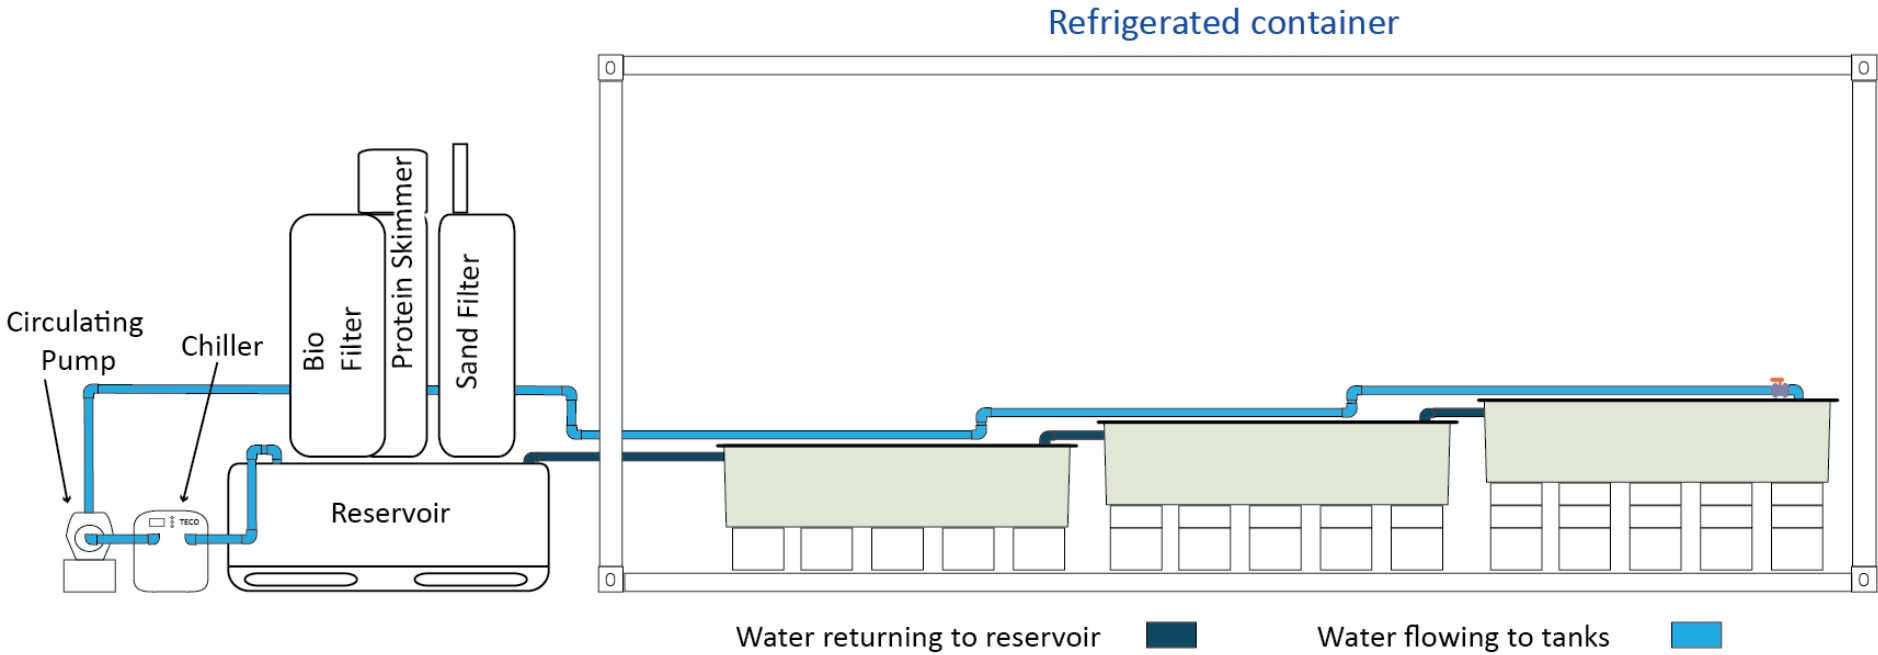 Refrigerated container
O
O
Protein Skimmer
Sand Filter
Bio
Filter
Circulating
Pump
Chiller
TECO
Reservoir
O
O
Water returning to reservoir
Water flowing to tanks